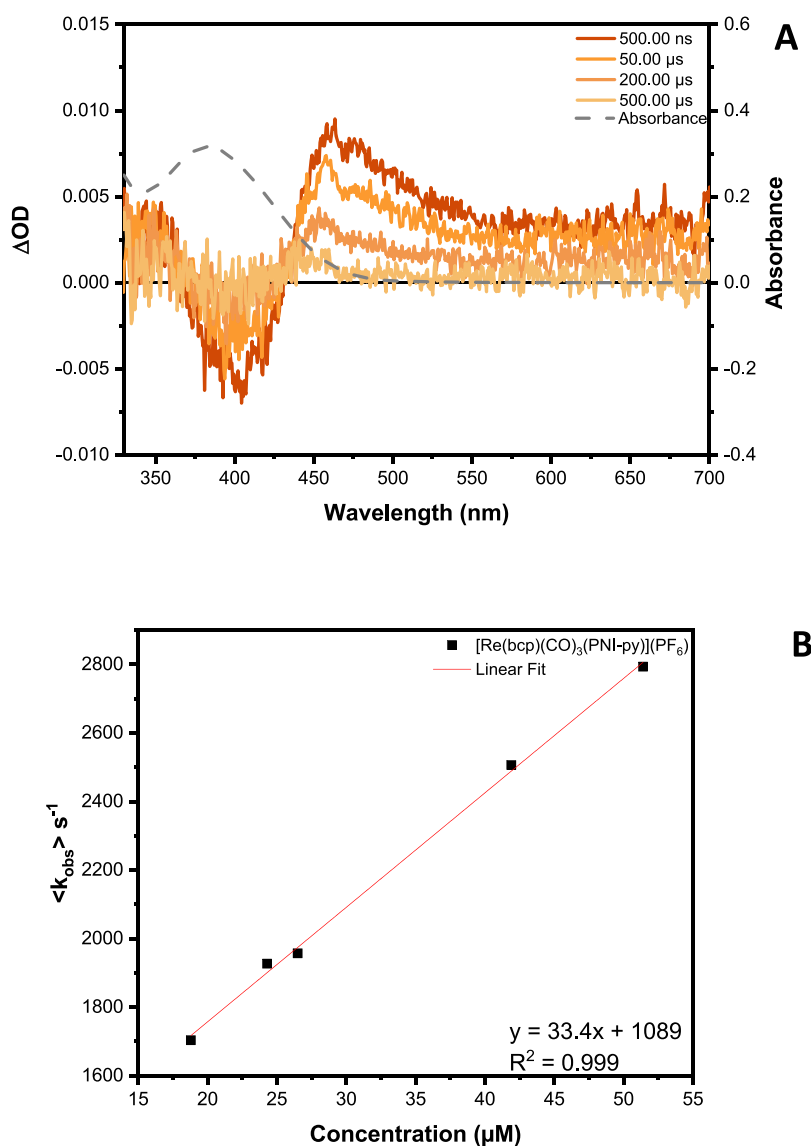 A
500.00 ns
50.00 µs
200.00 µs
500.00 µs
Absorbance
0.015
0.010
0.005
0.000
-0.005
-0.010
ΔOD
0.6
0.4
0.2
0.0
-0.2
-0.4
Absorbance
350 400 450 500 550 600 650 700
Wavelength (nm)
B
[Re(bcp)(CO)₃(PNI-py)](PF₆)
Linear Fit
2800
2600
2400
2200
2000
1800
1600
<k_obs> s⁻¹
y = 33.4x + 1089
R² = 0.999
15 20 25 30 35 40 45 50 55
Concentration (µM)